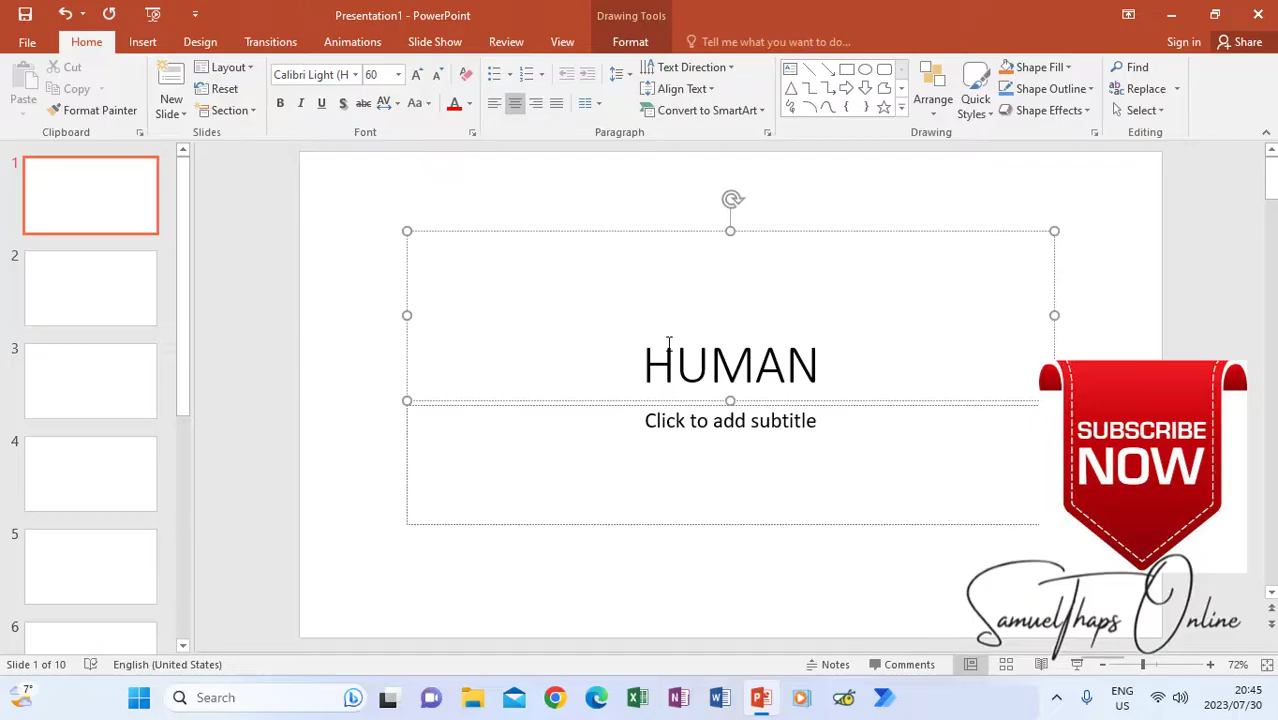 Presentation1 - PowerPoint
Drawing Tools
File
Home
Insert
Design
Transitions
Animations
Slide Show
Review
View
Format
Tell me what you want to do...
Sign in
Share
Paste
Cut
Copy
Format Painter
Clipboard
New
Slide
Layout
Reset
Section
Slides
Calibri Light (H
60
B
I
U
S
abc
AV
Aa
A
Font
Text Direction
Align Text
Convert to SmartArt
Paragraph
Arrange
Quick
Styles
Shape Fill
Shape Outline
Shape Effects
Drawing
Find
Replace
Select
Editing
1
2
3
4
5
6
HUMAN
Click to add subtitle
SUBSCRIBE
NOW
SamuelThaps Online
Slide 1 of 10
English (United States)
Notes
Comments
72%
7°
Search
ENG
US
20:45
2023/07/30